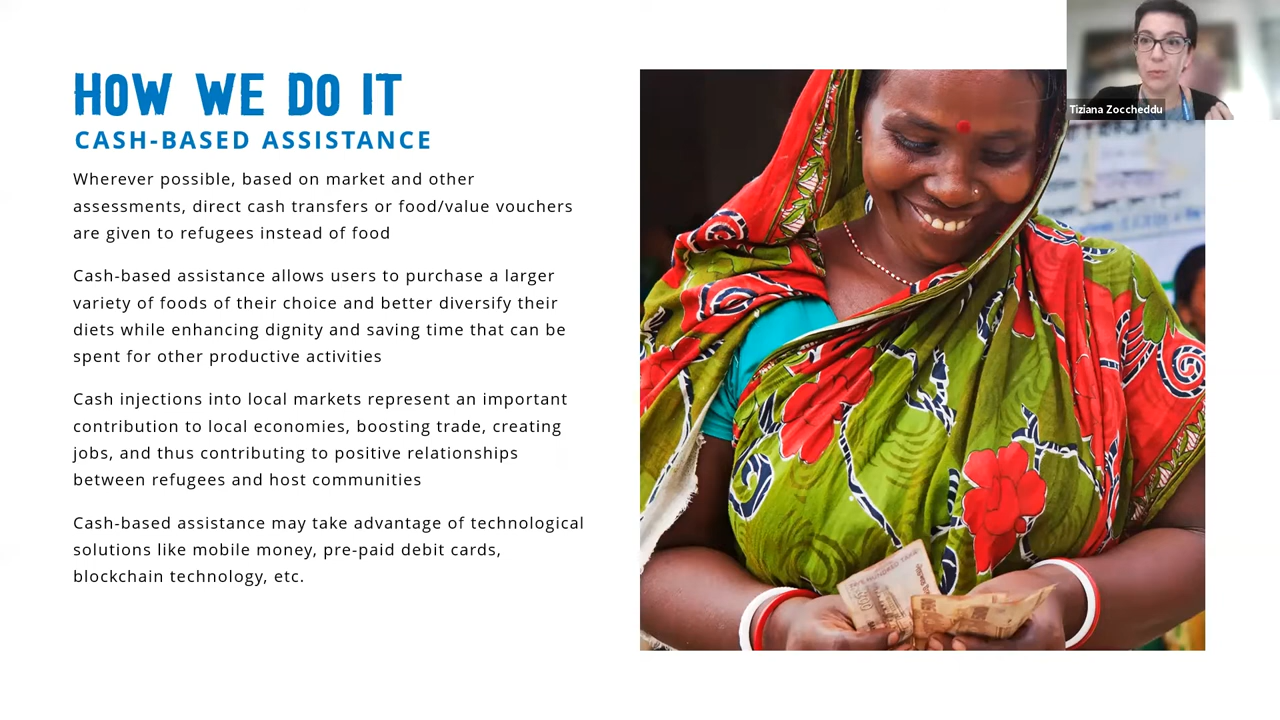 HOW WE DO IT
CASH-BASED ASSISTANCE
Wherever possible, based on market and other
assessments, direct cash transfers or food/value vouchers
are given to refugees instead of food
Cash-based assistance allows users to purchase a larger
variety of foods of their choice and better diversify their
diets while enhancing dignity and saving time that can be
spent for other productive activities
Cash injections into local markets represent an important
contribution to local economies, boosting trade, creating
jobs, and thus contributing to positive relationships
between refugees and host communities
Cash-based assistance may take advantage of technological
solutions like mobile money, pre-paid debit cards,
blockchain technology, etc.
Tiziana Zoccheddu